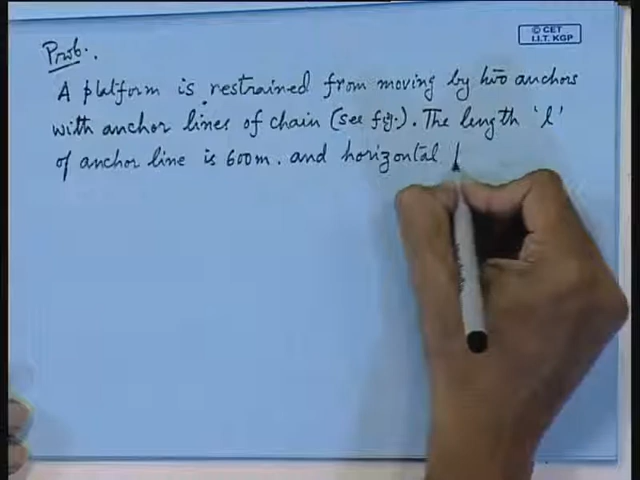 © CET
I.I.T. KGP
Prob.
A platform is restrained from moving by two anchors
with anchor lines of chain (see fig.). The length 'l'
of anchor line is 600m. and horizontal